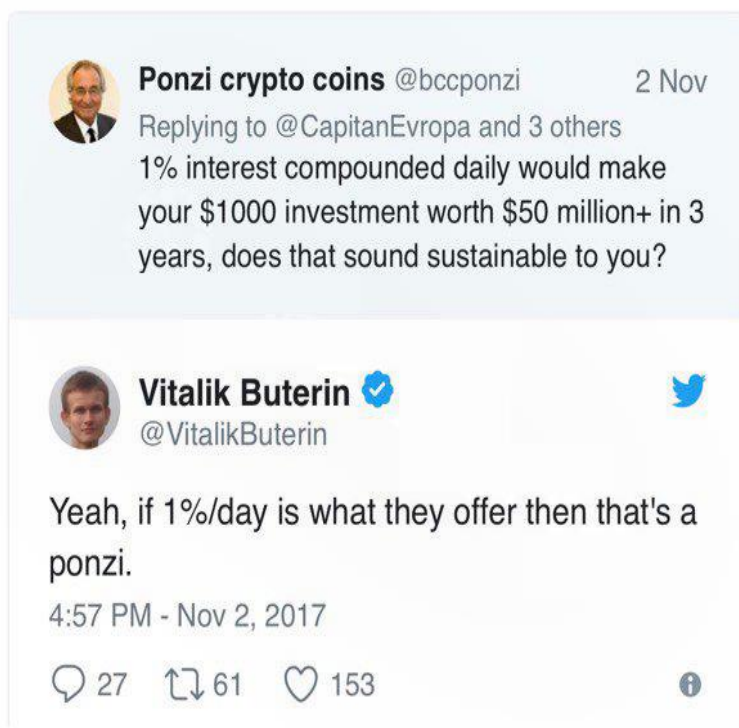 Ponzi crypto coins @bccponzi 2 Nov
Replying to @CapitanEvropa and 3 others
1% interest compounded daily would make
your $1000 investment worth $50 million+ in 3
years, does that sound sustainable to you?
Vitalik Buterin
@VitalikButerin
Yeah, if 1%/day is what they offer then that's a
ponzi.
4:57 PM - Nov 2, 2017
27 61 153